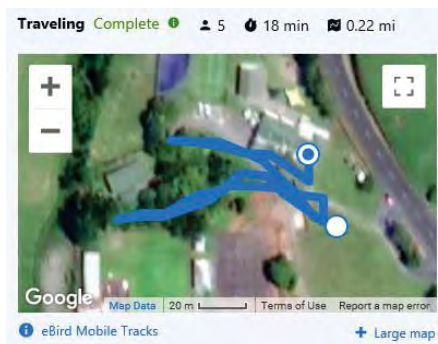 Traveling Complete 5 18 min 0.22 mi
Google Map Data 20 m Terms of Use Report a map error
eBird Mobile Tracks + Large map